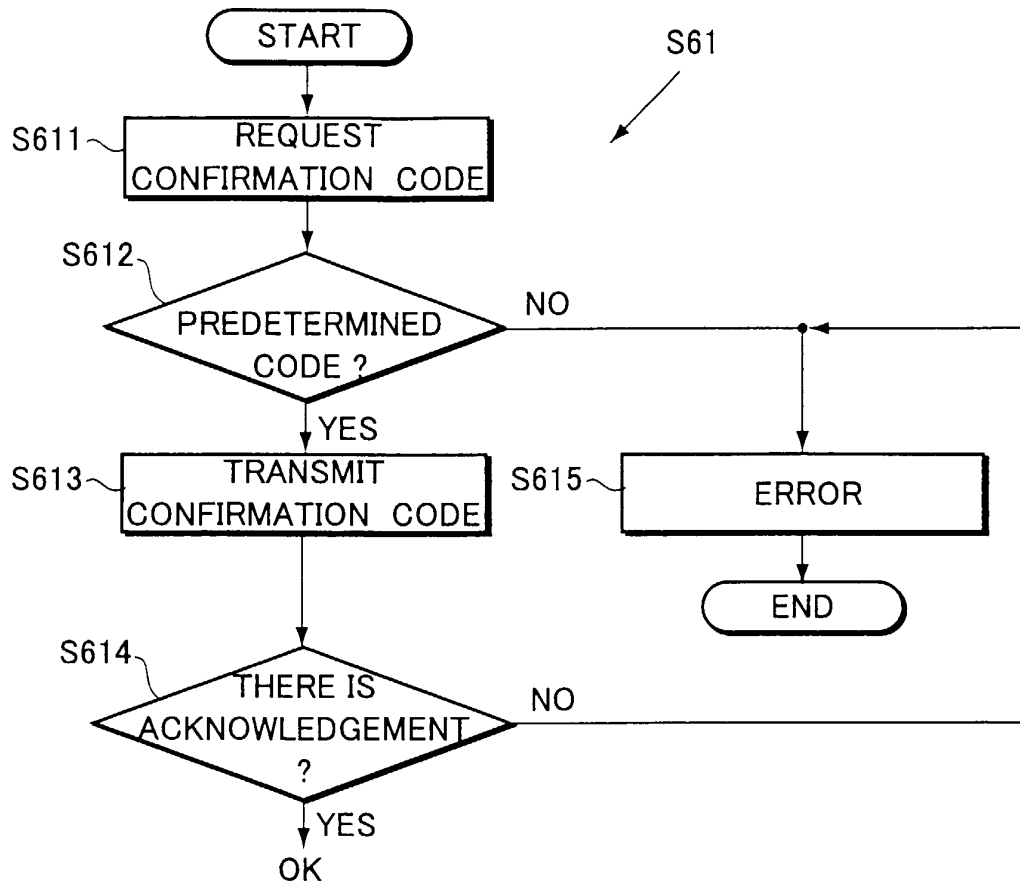 START
S61
S611
REQUEST
CONFIRMATION CODE
S612
NO
PREDETERMINED
CODE ?
YES
S613
TRANSMIT
CONFIRMATION CODE
S615
ERROR
END
S614
THERE IS
ACKNOWLEDGEMENT
?
NO
YES
OK